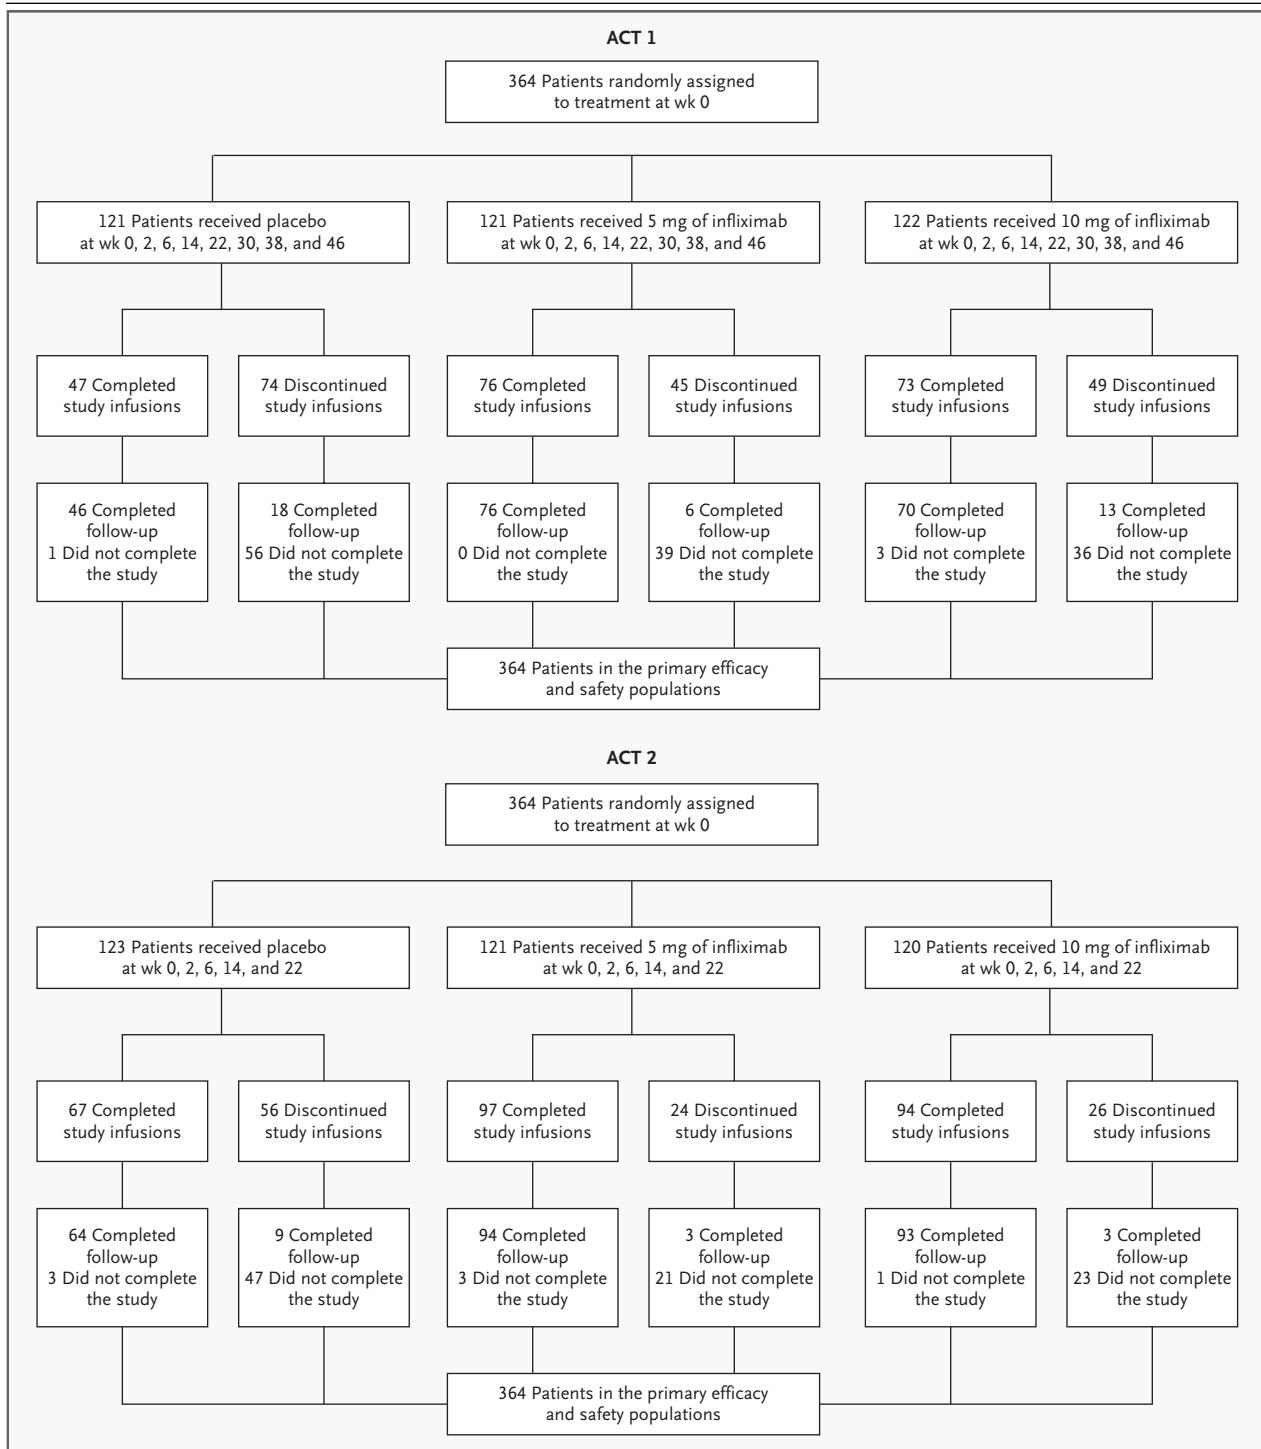 ACT 1
364 Patients randomly assigned
to treatment at wk 0
121 Patients received placebo
at wk 0, 2, 6, 14, 22, 30, 38, and 46
121 Patients received 5 mg of infliximab
at wk 0, 2, 6, 14, 22, 30, 38, and 46
122 Patients received 10 mg of infliximab
at wk 0, 2, 6, 14, 22, 30, 38, and 46
47 Completed
study infusions
74 Discontinued
study infusions
76 Completed
study infusions
45 Discontinued
study infusions
73 Completed
study infusions
49 Discontinued
study infusions
46 Completed
follow-up
1 Did not complete
the study
18 Completed
follow-up
56 Did not complete
the study
76 Completed
follow-up
0 Did not complete
the study
6 Completed
follow-up
39 Did not complete
the study
70 Completed
follow-up
3 Did not complete
the study
13 Completed
follow-up
36 Did not complete
the study
364 Patients in the primary efficacy
and safety populations
ACT 2
364 Patients randomly assigned
to treatment at wk 0
123 Patients received placebo
at wk 0, 2, 6, 14, and 22
121 Patients received 5 mg of infliximab
at wk 0, 2, 6, 14, and 22
120 Patients received 10 mg of infliximab
at wk 0, 2, 6, 14, and 22
67 Completed
study infusions
56 Discontinued
study infusions
97 Completed
study infusions
24 Discontinued
study infusions
94 Completed
study infusions
26 Discontinued
study infusions
64 Completed
follow-up
3 Did not complete
the study
9 Completed
follow-up
47 Did not complete
the study
94 Completed
follow-up
3 Did not complete
the study
3 Completed
follow-up
21 Did not complete
the study
93 Completed
follow-up
1 Did not complete
the study
3 Completed
follow-up
23 Did not complete
the study
364 Patients in the primary efficacy
and safety populations